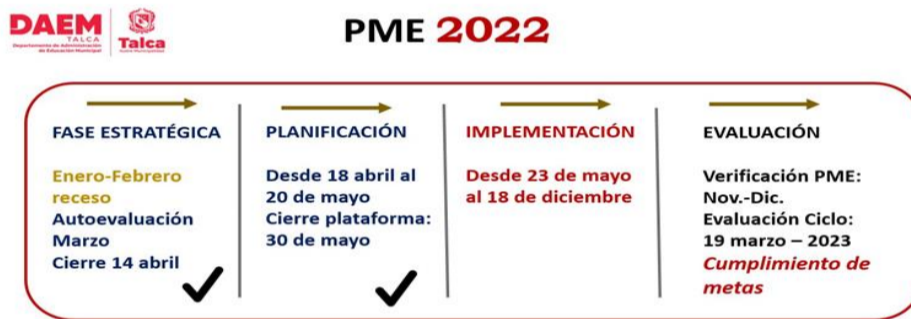 DAEM
TALCA
Departamento de Administración
de Educación Municipal
Talca
PME 2022
FASE ESTRATÉGICA
Enero-Febrero
receso
Autoevaluación
Marzo
Cierre 14 abril
PLANIFICACIÓN
Desde 18 abril al
20 de mayo
Cierre plataforma:
30 de mayo
IMPLEMENTACIÓN
Desde 23 de mayo
al 18 de diciembre
EVALUACIÓN
Verificación PME:
Nov.-Dic.
Evaluación Ciclo:
19 marzo – 2023
Cumplimiento de
metas